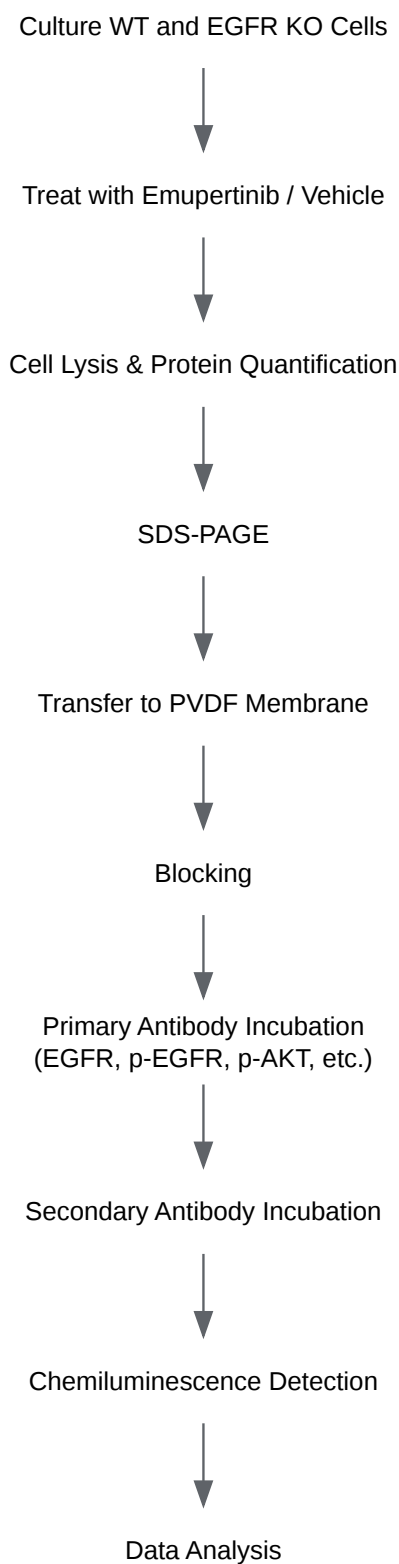 Culture WT and EGFR KO Cells
Treat with Emupertinib / Vehicle
Cell Lysis & Protein Quantification
SDS-PAGE
Transfer to PVDF Membrane
Blocking
Primary Antibody Incubation
(EGFR, p-EGFR, p-AKT, etc.)
Secondary Antibody Incubation
Chemiluminescence Detection
Data Analysis